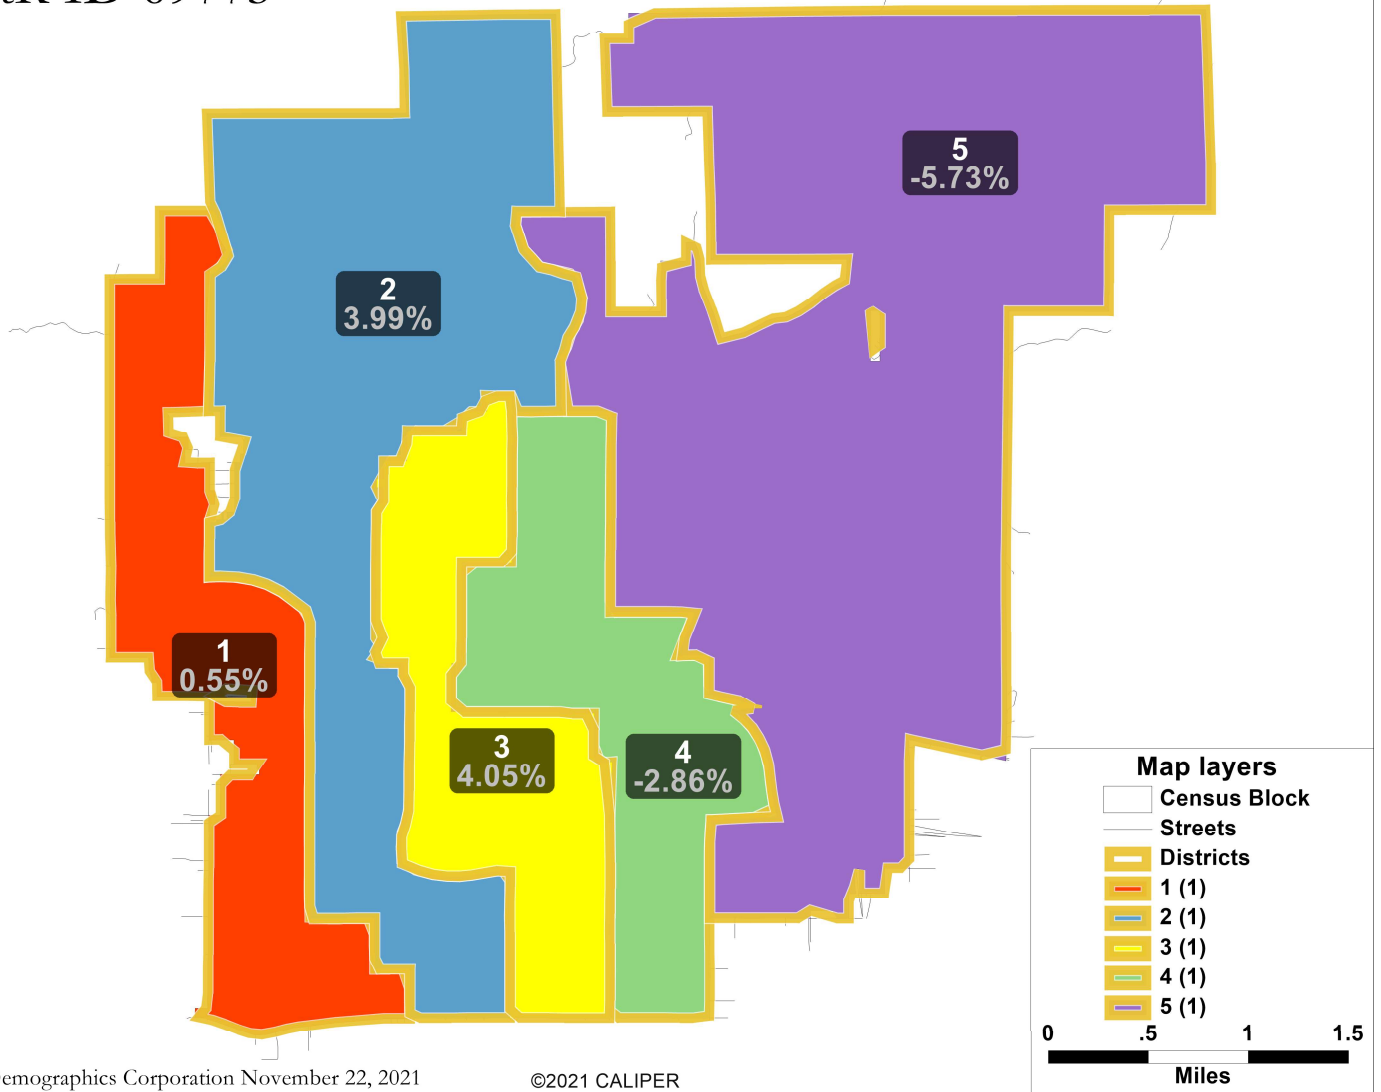 5
-5.73%
2
3.99%
1
0.55%
3
4.05%
4
-2.86%
Map layers
Census Block
Streets
Districts
1 (1)
2 (1)
3 (1)
4 (1)
5 (1)
0 .5 1 1.5
Miles
emographics Corporation November 22, 2021
©2021 CALIPER